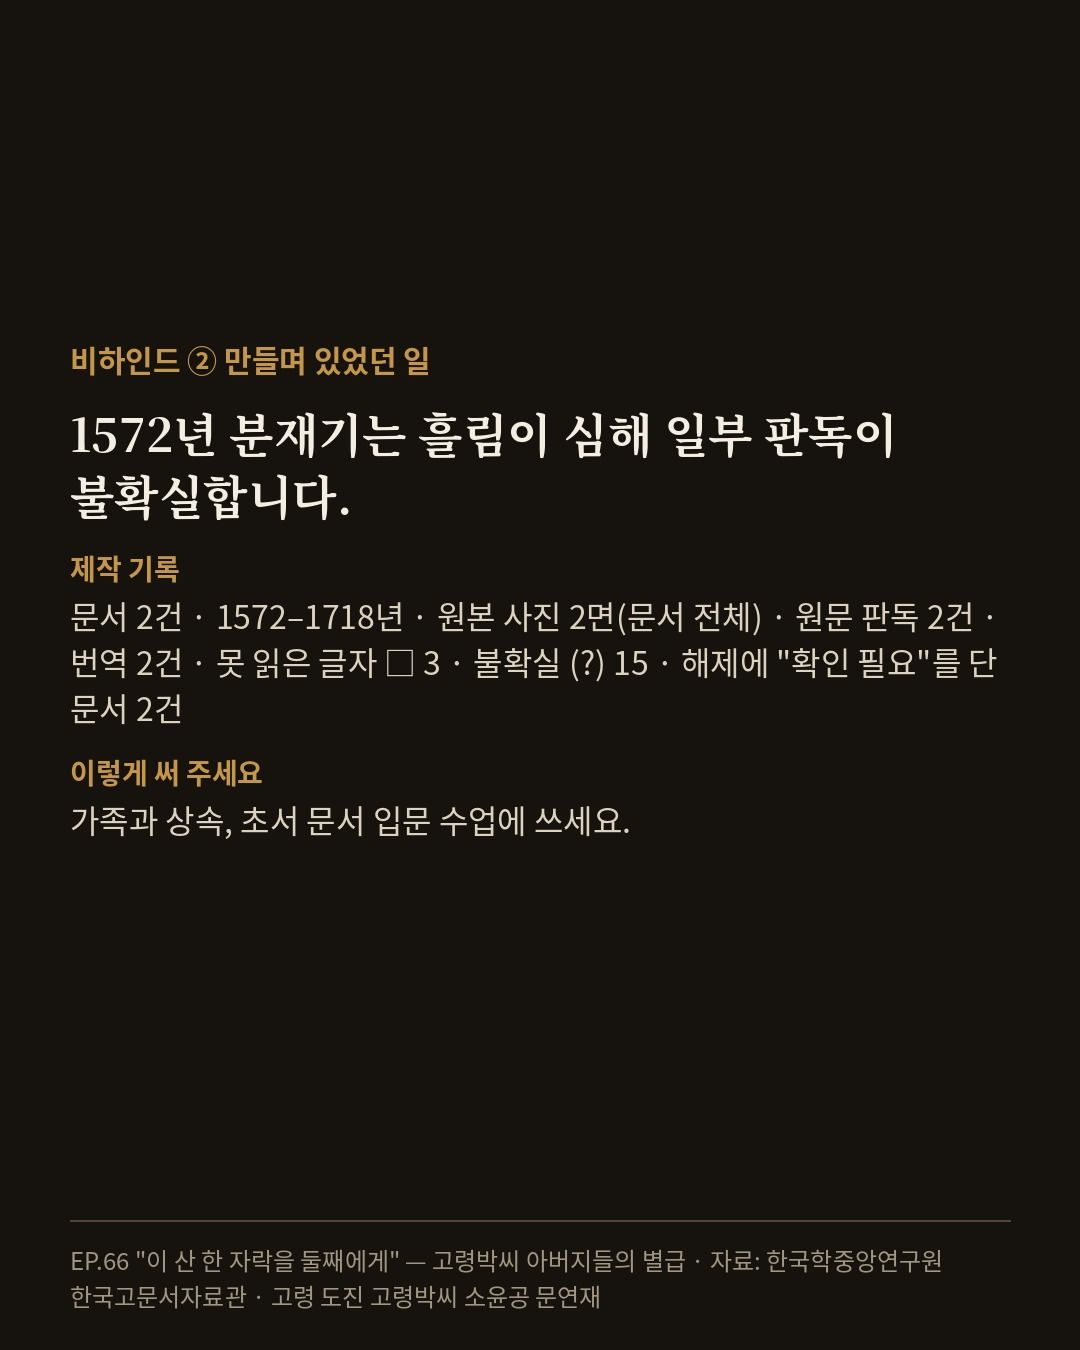 비하인드 ② 만들며 있었던 일
1572년 분재기는 흘림이 심해 일부 판독이
불확실합니다.
제작 기록
문서 2건 · 1572–1718년 · 원본 사진 2면(문서 전체) · 원문 판독 2건 ·
번역 2건 · 못 읽은 글자 □ 3 · 불확실 (?) 15 · 해제에 "확인 필요"를 단
문서 2건
이렇게 써 주세요
가족과 상속, 초서 문서 입문 수업에 쓰세요.
EP.66 "이 산 한 자락을 둘째에게" — 고령박씨 아버지들의 별급 · 자료: 한국학중앙연구원
한국고문서자료관 · 고령 도진 고령박씨 소윤공 문연재